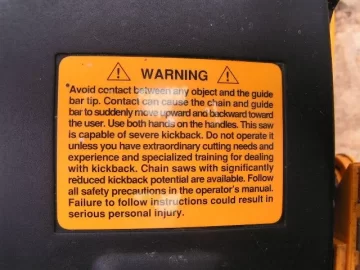 WARNING
*Avoid contact between any object and the guide
bar tip. Contact can cause the chain and guide
bar to suddenly move upward and backward toward
the user. Use both hands on the handles. This saw
is capable of severe kickback. Do not operate it
unless you have extraordinary cutting needs and
experience and specialized training for dealing
with kickback. Chain saws with significantly
reduced kickback potential are available. Follow
all safety precautions in the operator's manual.
Failure to follow instructions could result in
serious personal injury.